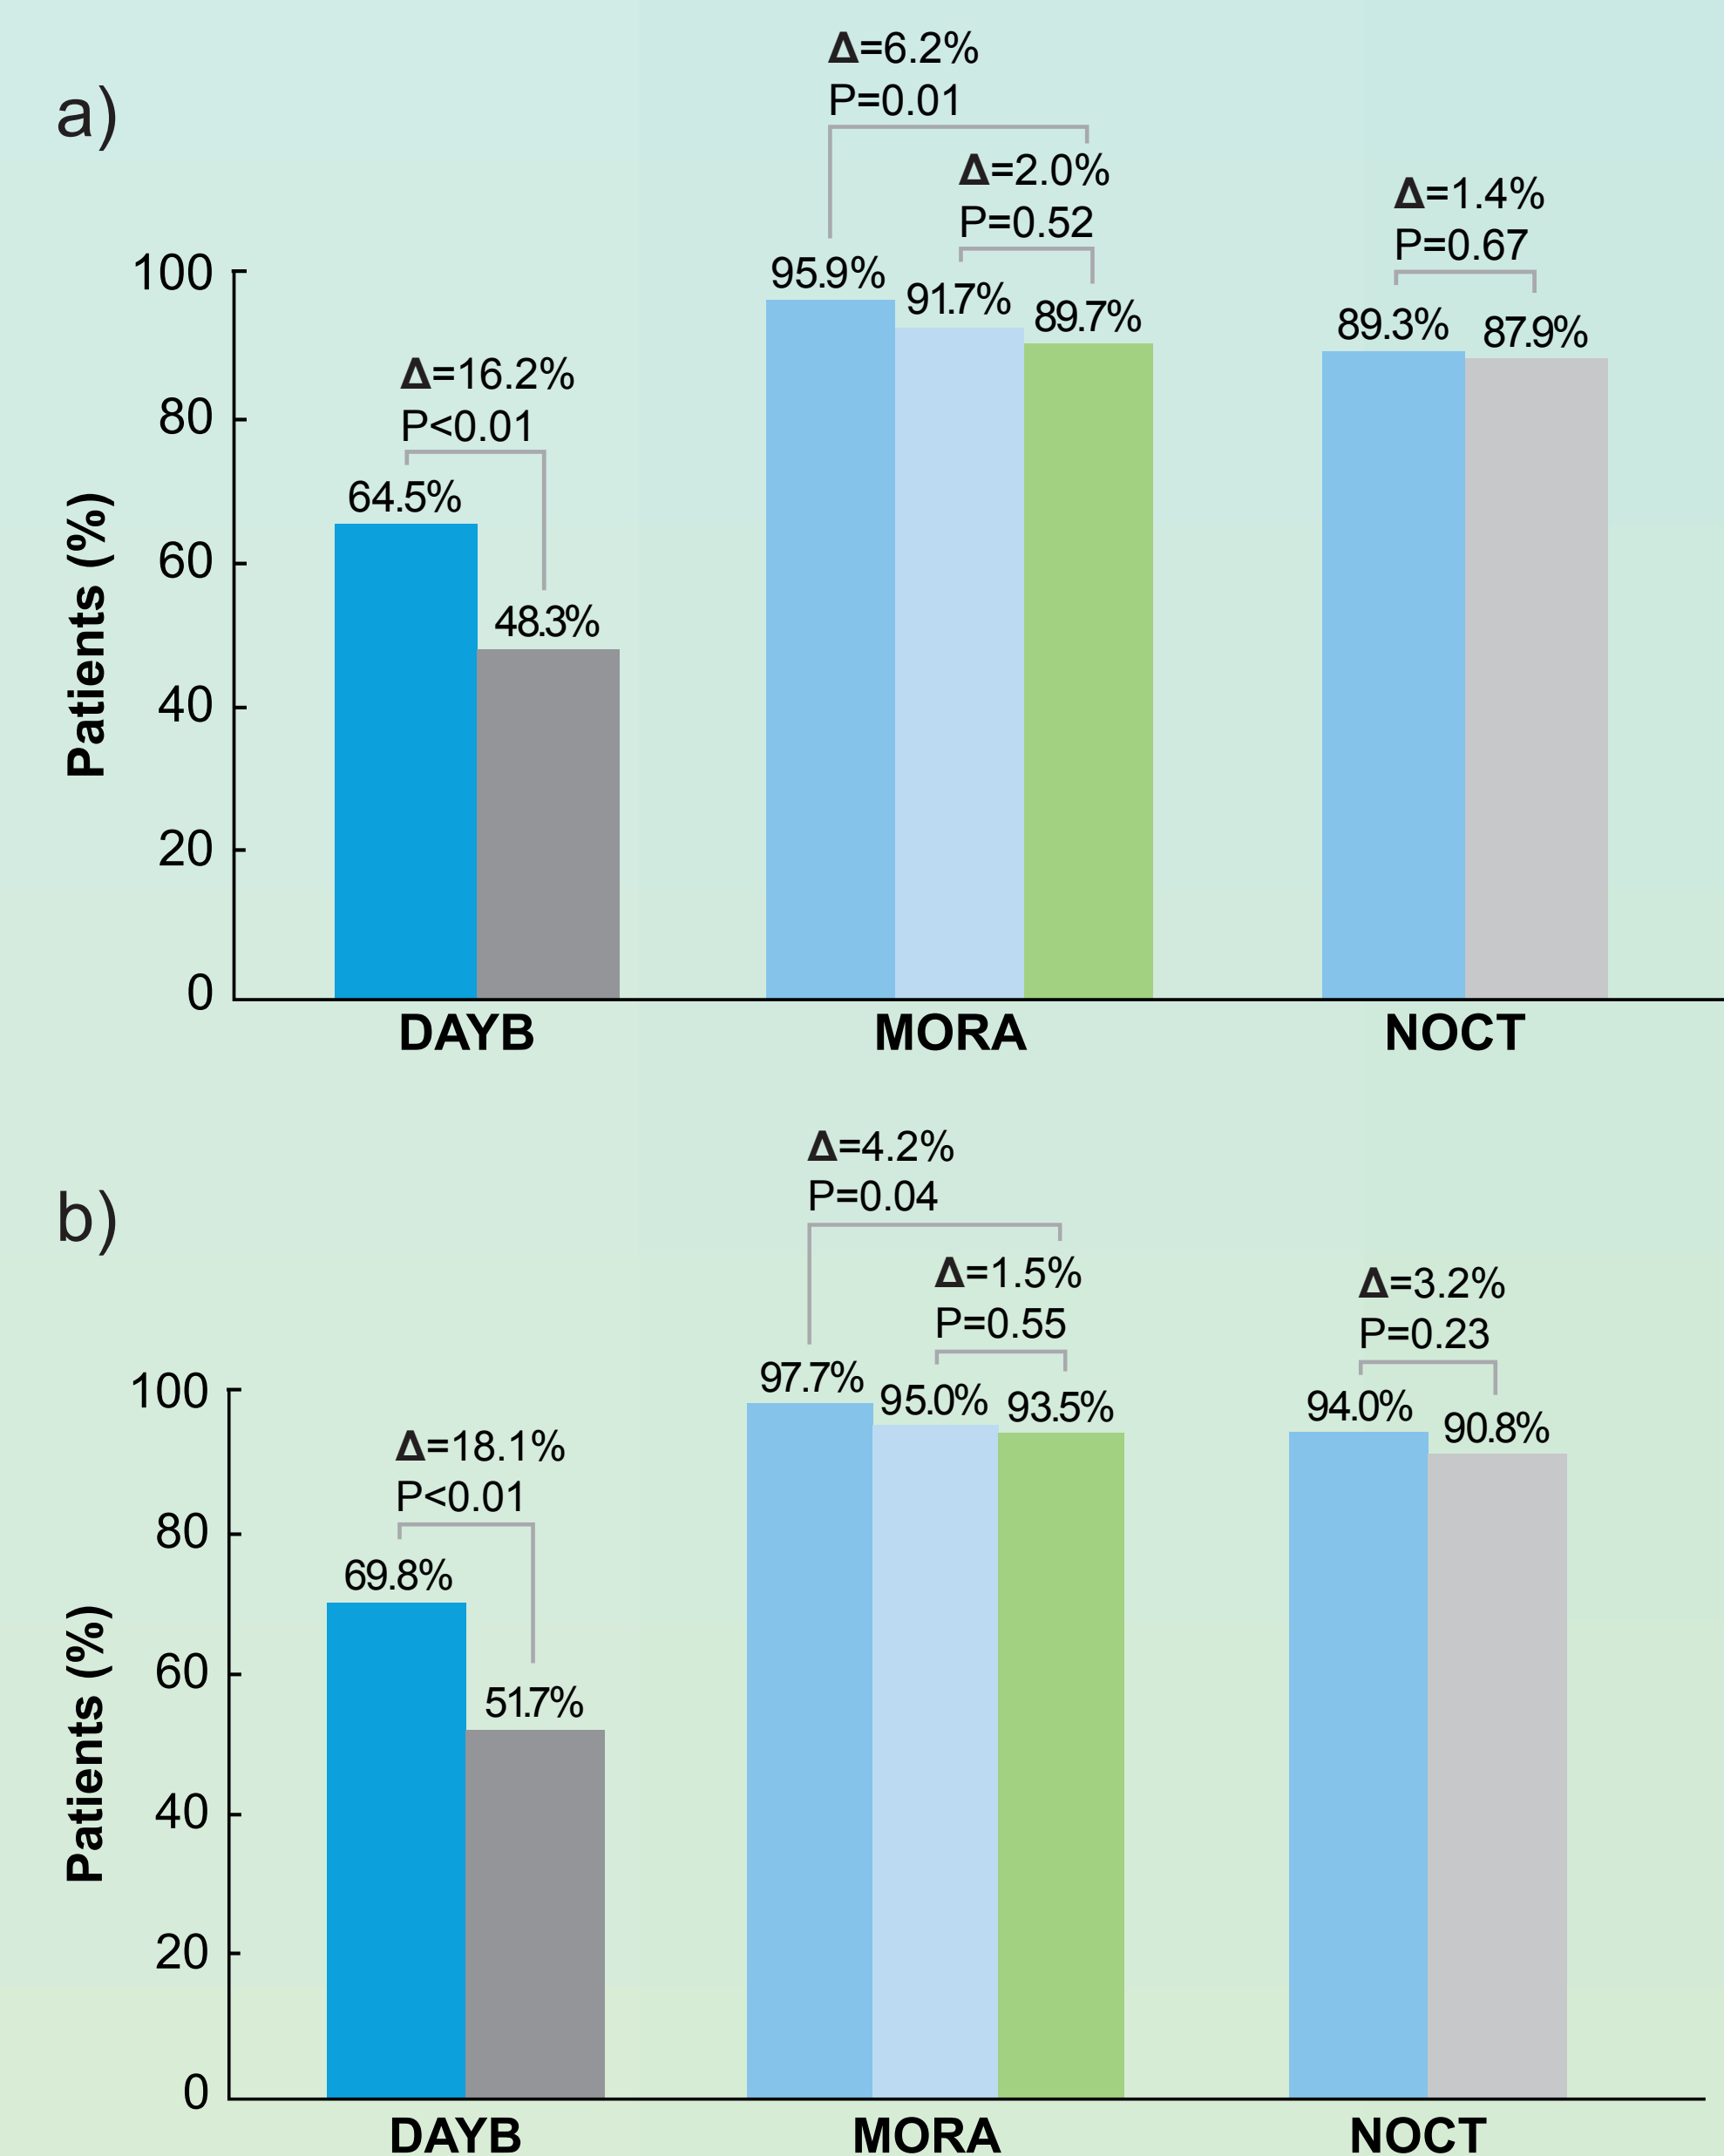 a)
Δ=6.2%
P=0.01
Δ=2.0%
P=0.52
Δ=1.4%
P=0.67
100
95.9%
91.7%
89.7%
89.3%
87.9%
Δ=16.2%
P<0.01
80
64.5%
60
48.3%
40
20
0
Patients (%)
DAYB
MORA
NOCT
b)
Δ=4.2%
P=0.04
Δ=1.5%
P=0.55
Δ=3.2%
P=0.23
100
97.7%
95.0%
93.5%
94.0%
90.8%
Δ=18.1%
P<0.01
80
69.8%
60
51.7%
40
20
0
Patients (%)
DAYB
MORA
NOCT